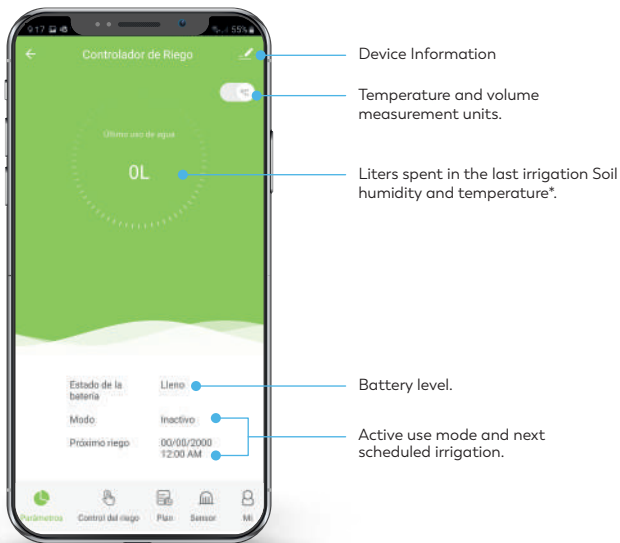 9:17
55%
Controlador de Riego
Device Information
°C
Temperature and volume
measurement units.
Último uso de agua
0L
Liters spent in the last irrigation Soil
humidity and temperature*.
Estado de la
batería
Lleno
Battery level.
Modo
Inactivo
Próximo riego
00/00/2000
12:00 AM
Active use mode and next
scheduled irrigation.
Parámetros
Control del riego
Plan
Sensor
Mi